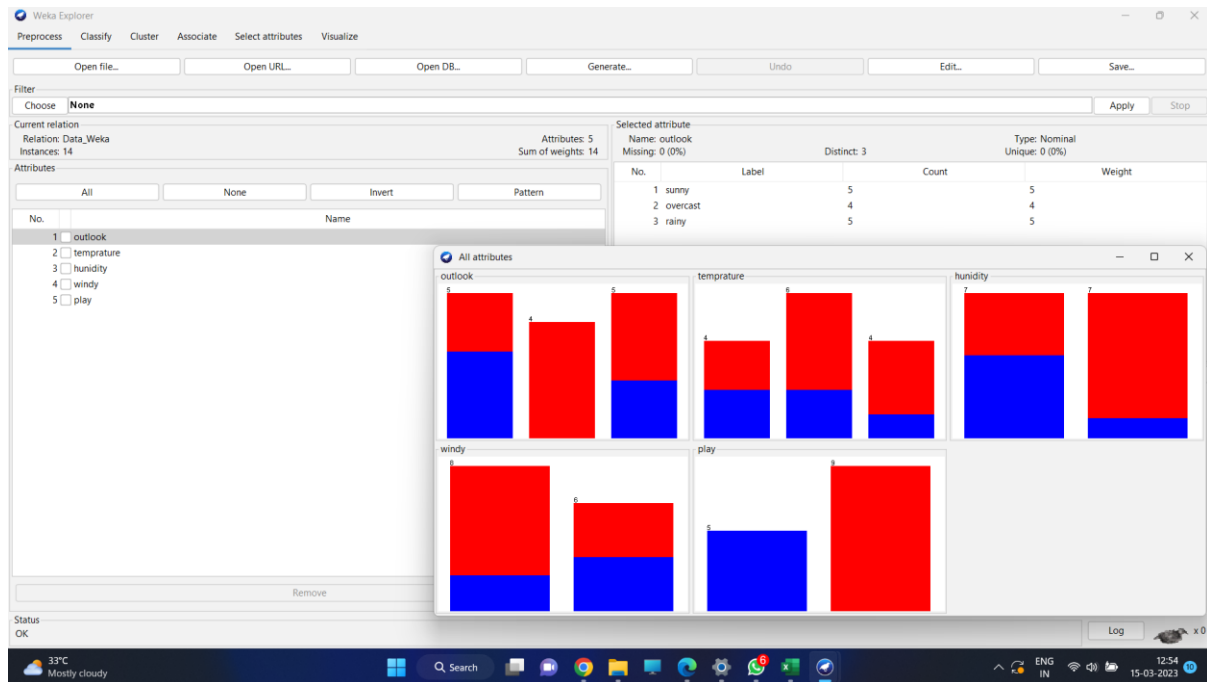 Weka Explorer
Preprocess Classify Cluster Associate Select attributes Visualize
Open file... Open URL... Open DB... Generate... Undo Edit... Save...
Filter
Choose None Apply Stop
Current relation
Relation: Data_Weka Attributes: 5
Instances: 14 Sum of weights: 14
Selected attribute
Name: outlook Type: Nominal
Missing: 0 (0%) Distinct: 3 Unique: 0 (0%)
No. Label Count Weight
1 sunny 5 5
2 overcast 4 4
3 rainy 5 5
Attributes
All None Invert Pattern
No. Name
1 outlook
2 temprature
3 hunidity
4 windy
5 play
Remove
All attributes
outlook temprature hunidity
5 4 5 4 6 4 7 7
windy play
8 6 5 9
Status
OK
Log x 0
33°C
Mostly cloudy
Search
6
ENG
IN
12:54
15-03-2023
10